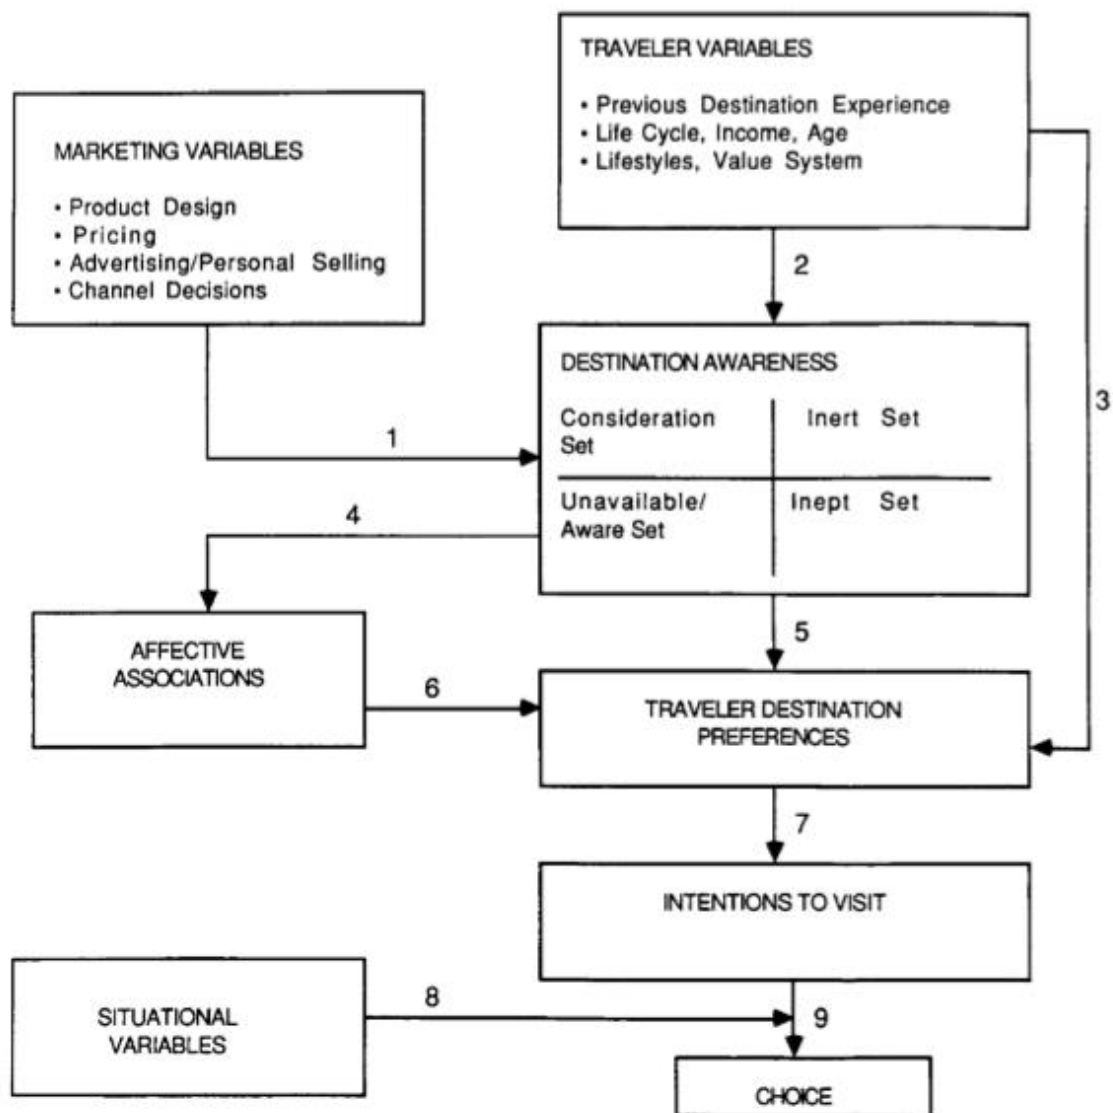 TRAVELER VARIABLES
• Previous Destination Experience
• Life Cycle, Income, Age
• Lifestyles, Value System
MARKETING VARIABLES
• Product Design
• Pricing
• Advertising/Personal Selling
• Channel Decisions
2
3
1
DESTINATION AWARENESS
Consideration
Set
Inert Set
Unavailable/
Aware Set
Inept Set
4
5
AFFECTIVE
ASSOCIATIONS
6
TRAVELER DESTINATION
PREFERENCES
7
INTENTIONS TO VISIT
SITUATIONAL
VARIABLES
8
9
CHOICE